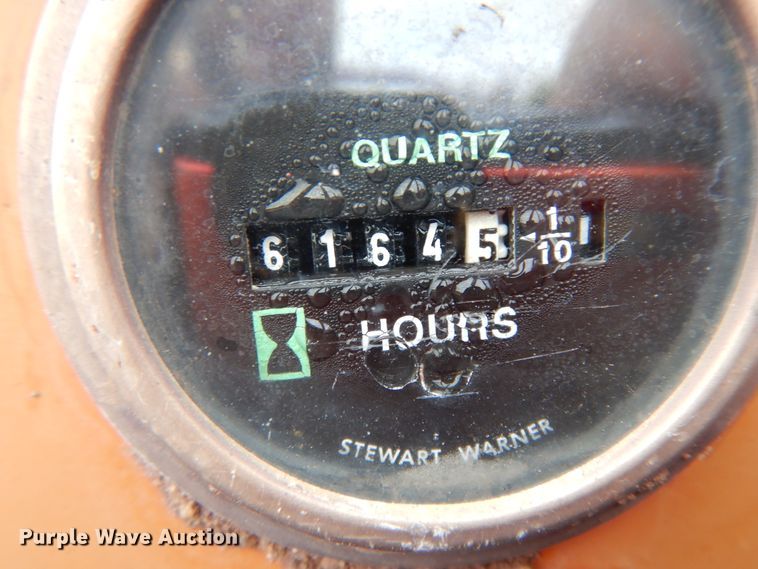 QUARTZ
6 1 6 4 5 1/10
HOURS
STEWART WARNER
Purple Wave Auction